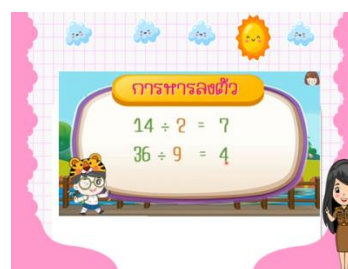 การหารลงตัว
14 ÷ 2 = 7
36 ÷ 9 = 4